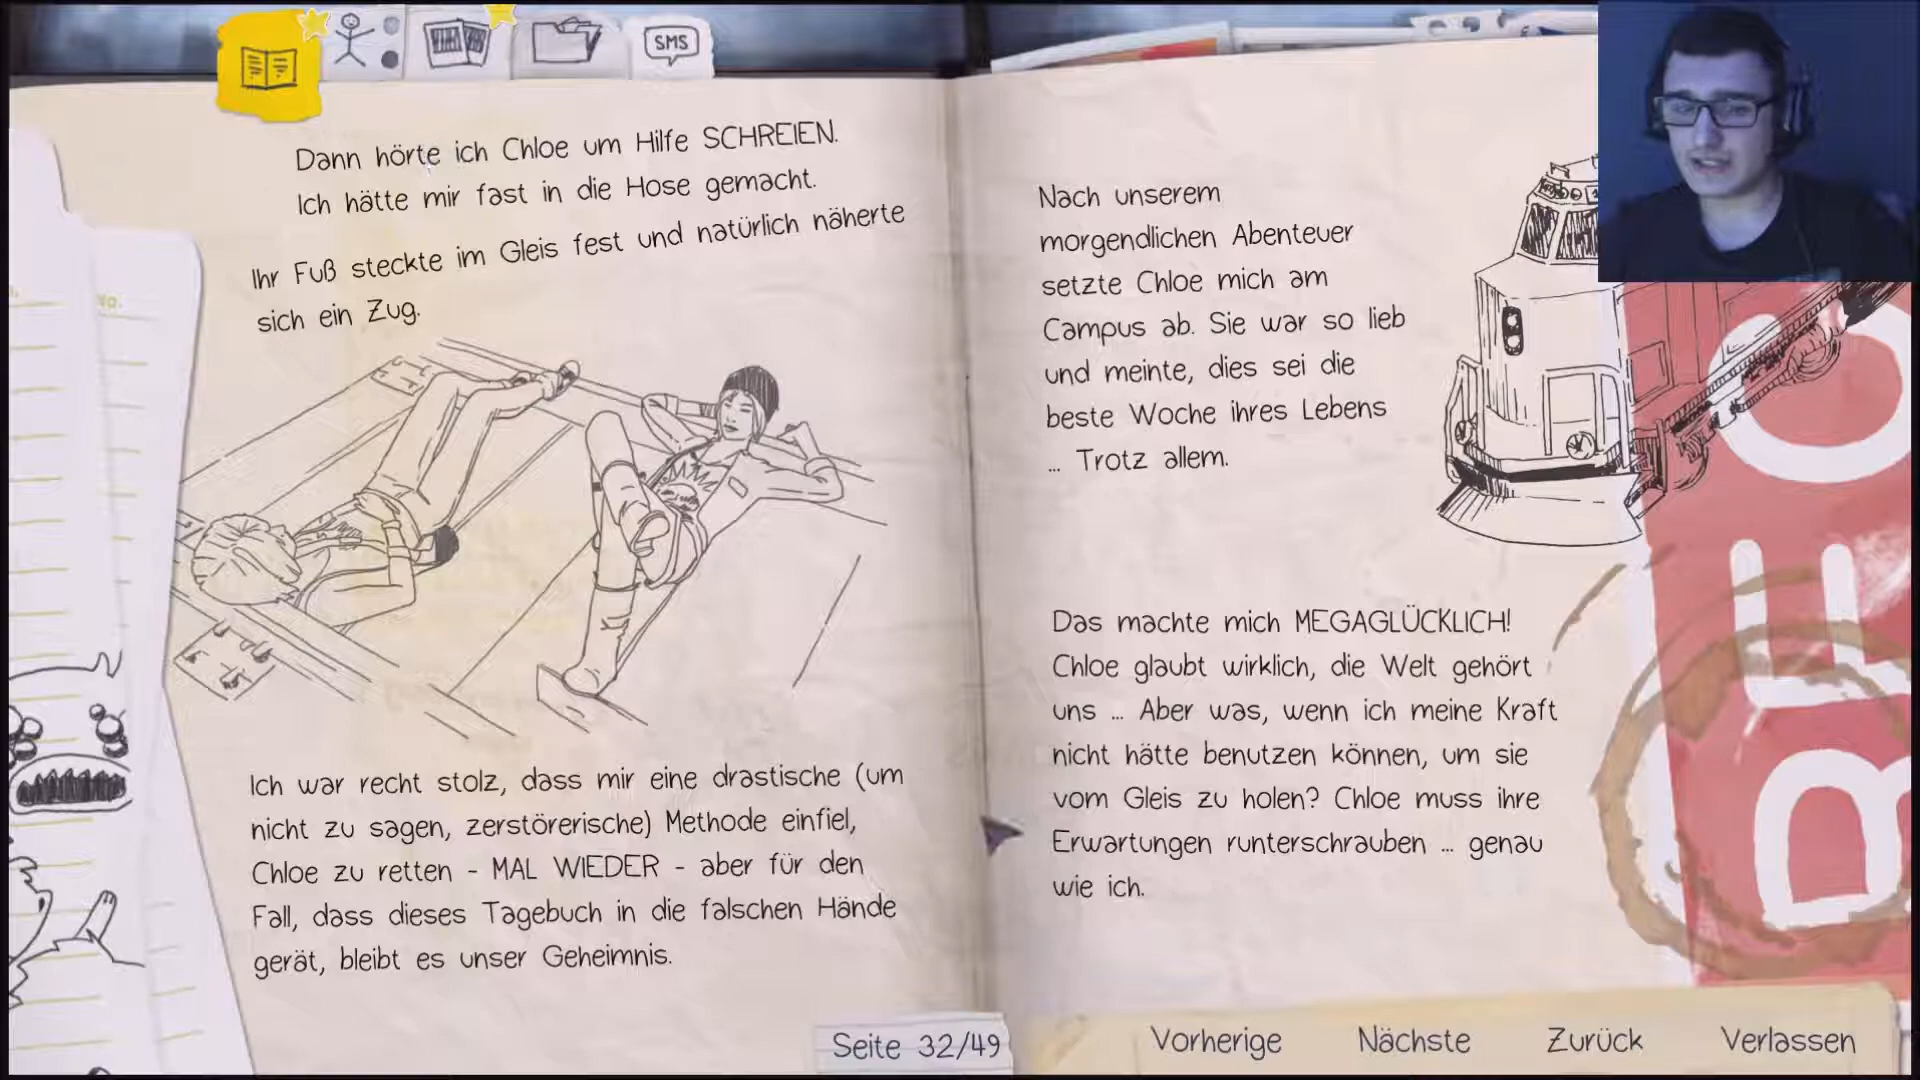 SMS
Dann hörte ich Chloe um Hilfe SCHREIEN.
Ich hätte mir fast in die Hose gemacht.
Ihr Fuß steckte im Gleis fest und natürlich näherte
sich ein Zug.
Ich war recht stolz, dass mir eine drastische (um
nicht zu sagen, zerstörerische) Methode einfiel,
Chloe zu retten - MAL WIEDER - aber für den
Fall, dass dieses Tagebuch in die falschen Hände
gerät, bleibt es unser Geheimnis.
Nach unserem
morgendlichen Abenteuer
setzte Chloe mich am
Campus ab. Sie war so lieb
und meinte, dies sei die
beste Woche ihres Lebens
... Trotz allem.
Das machte mich MEGAGLÜCKLICH!
Chloe glaubt wirklich, die Welt gehört
uns ... Aber was, wenn ich meine Kraft
nicht hätte benutzen können, um sie
vom Gleis zu holen? Chloe muss ihre
Erwartungen runterschrauben ... genau
wie ich.
Seite 32/49
Vorherige
Nächste
Zurück
Verlassen